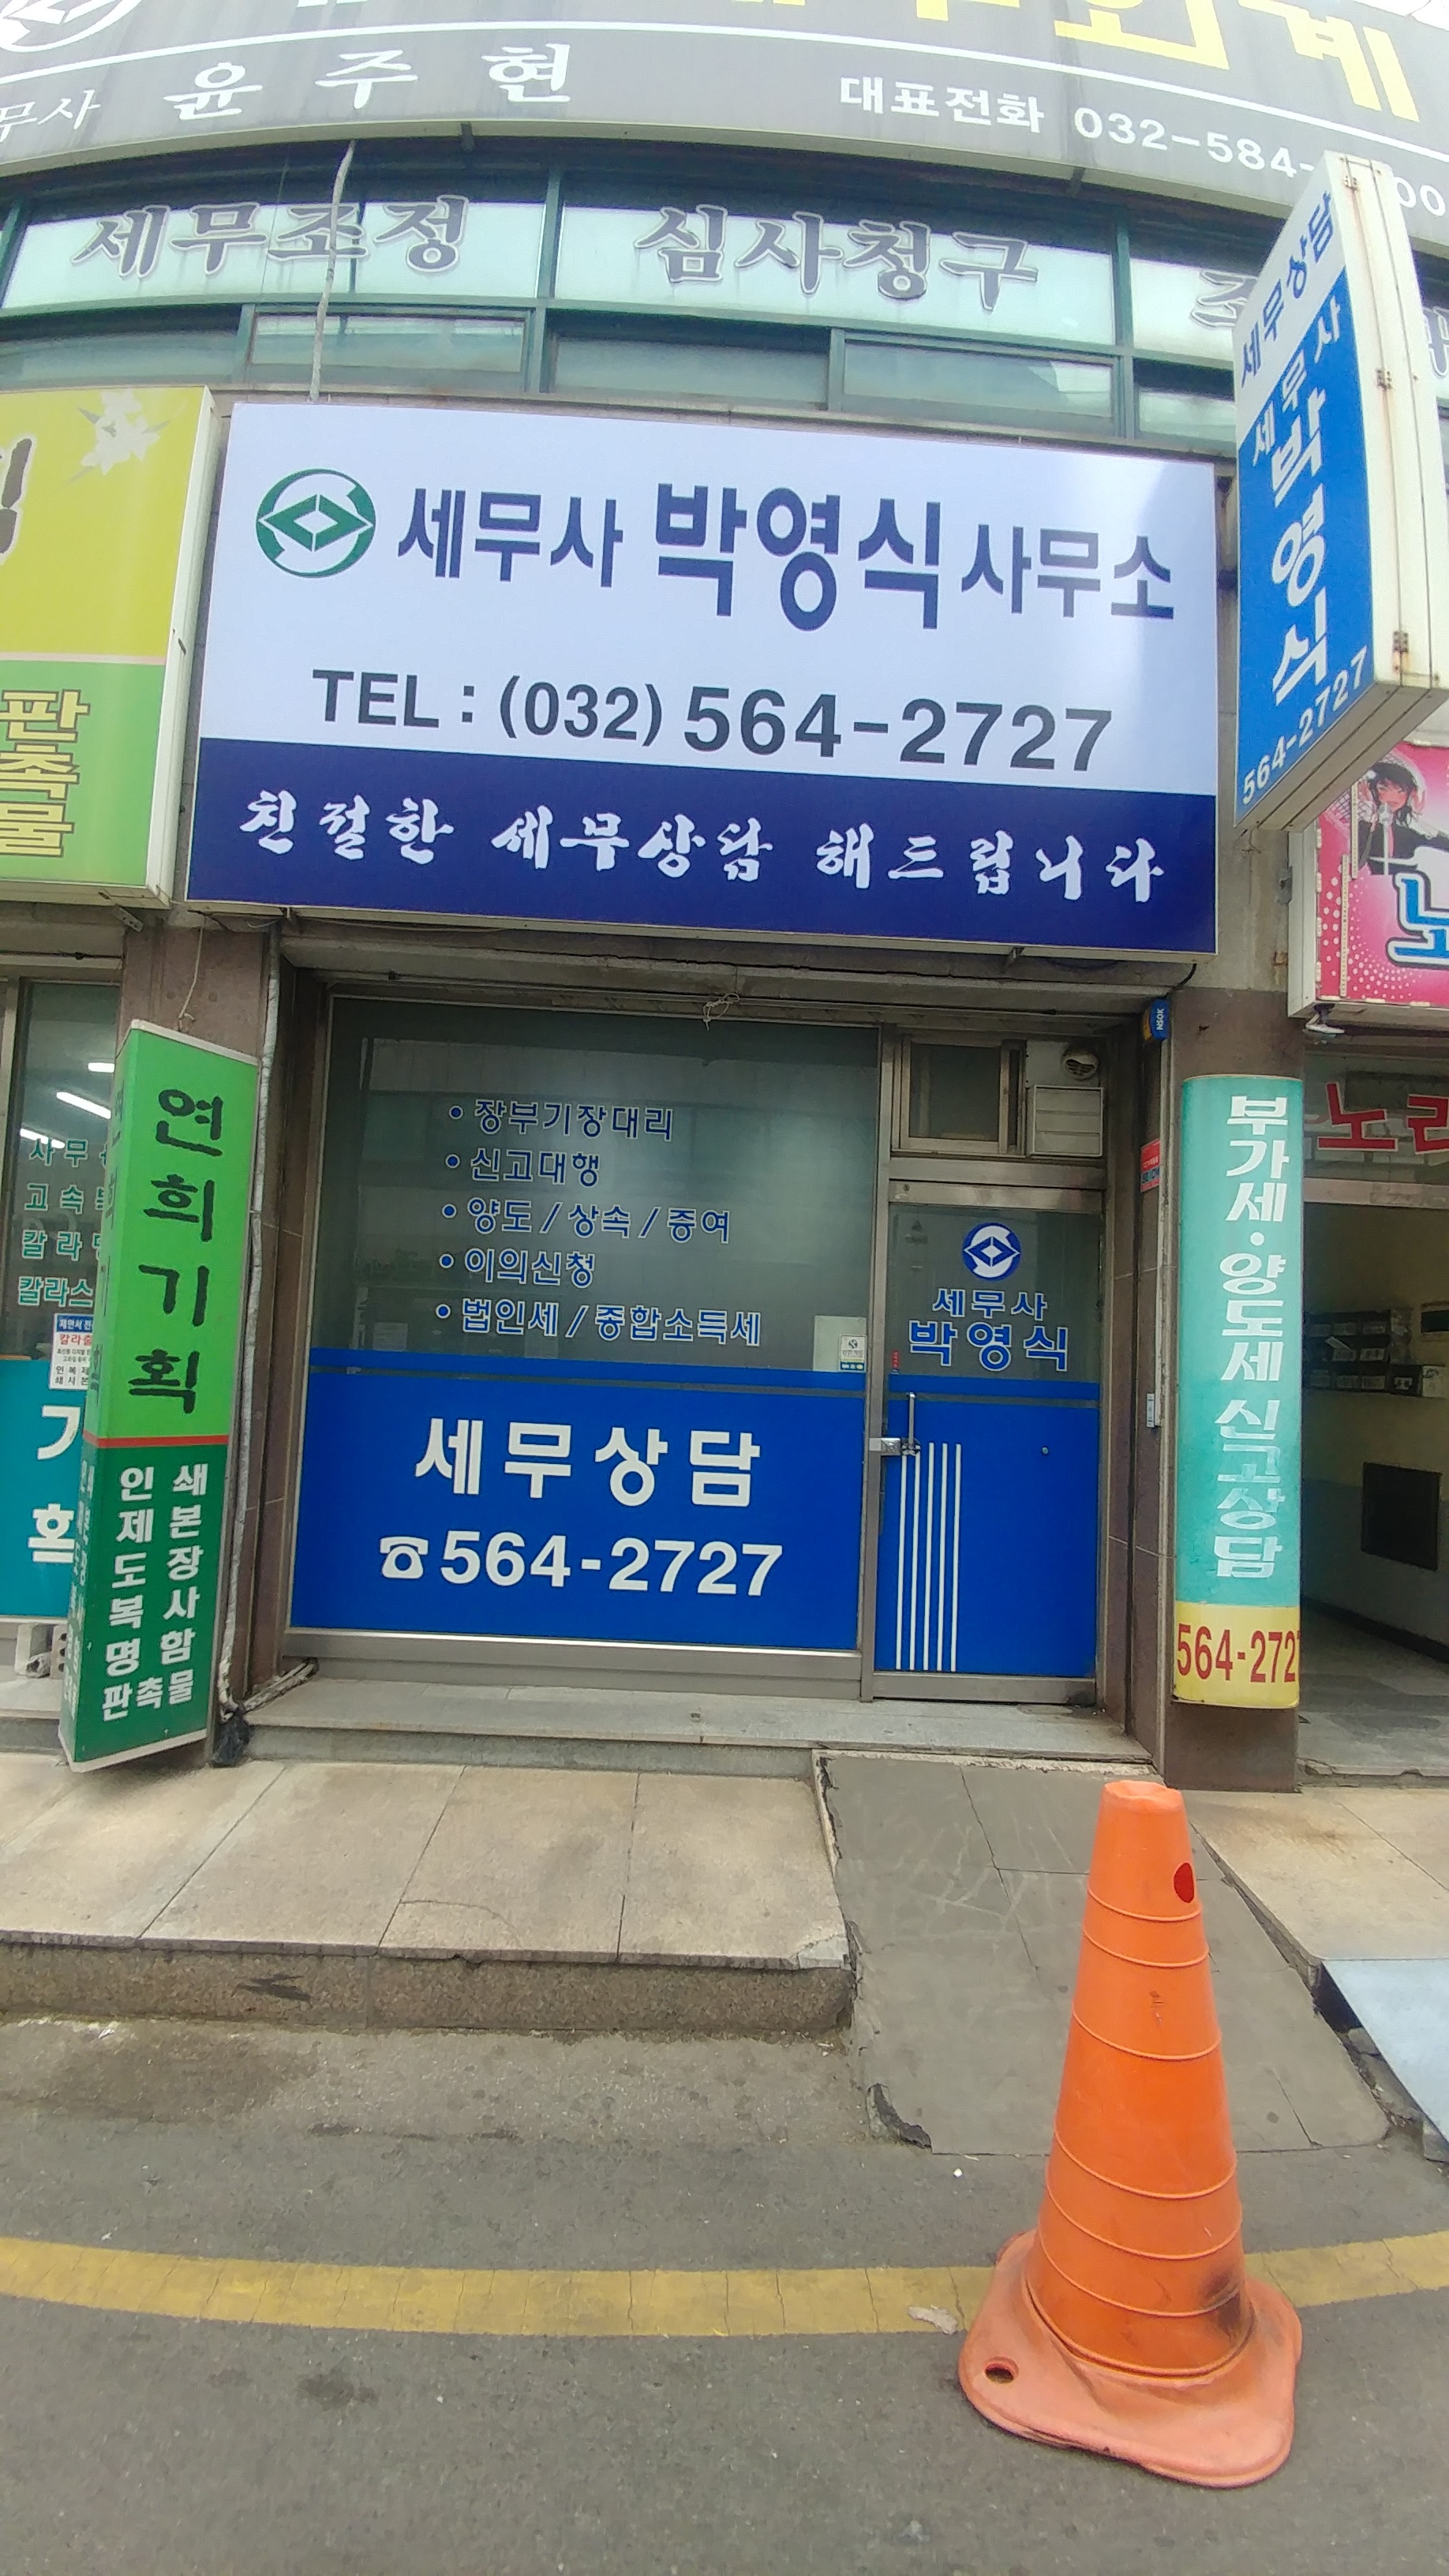 윤주현
대표전화 032-584-
세무조정
심사청구
세무상담
세무사
박영식
564-2727
세무사 박영식 사무소
TEL : (032) 564-2727
친절한 세무상담 해드립니다
판촉물
연희기획
인쇄
제본
도장
복사
명함
판촉물
• 장부기장대리
• 신고대행
• 양도 / 상속 / 증여
• 이의신청
• 법인세 / 종합소득세
세무상담
☎564-2727
세무사
박영식
부가세·양도세 신고상담
564-272
NSOK
고속